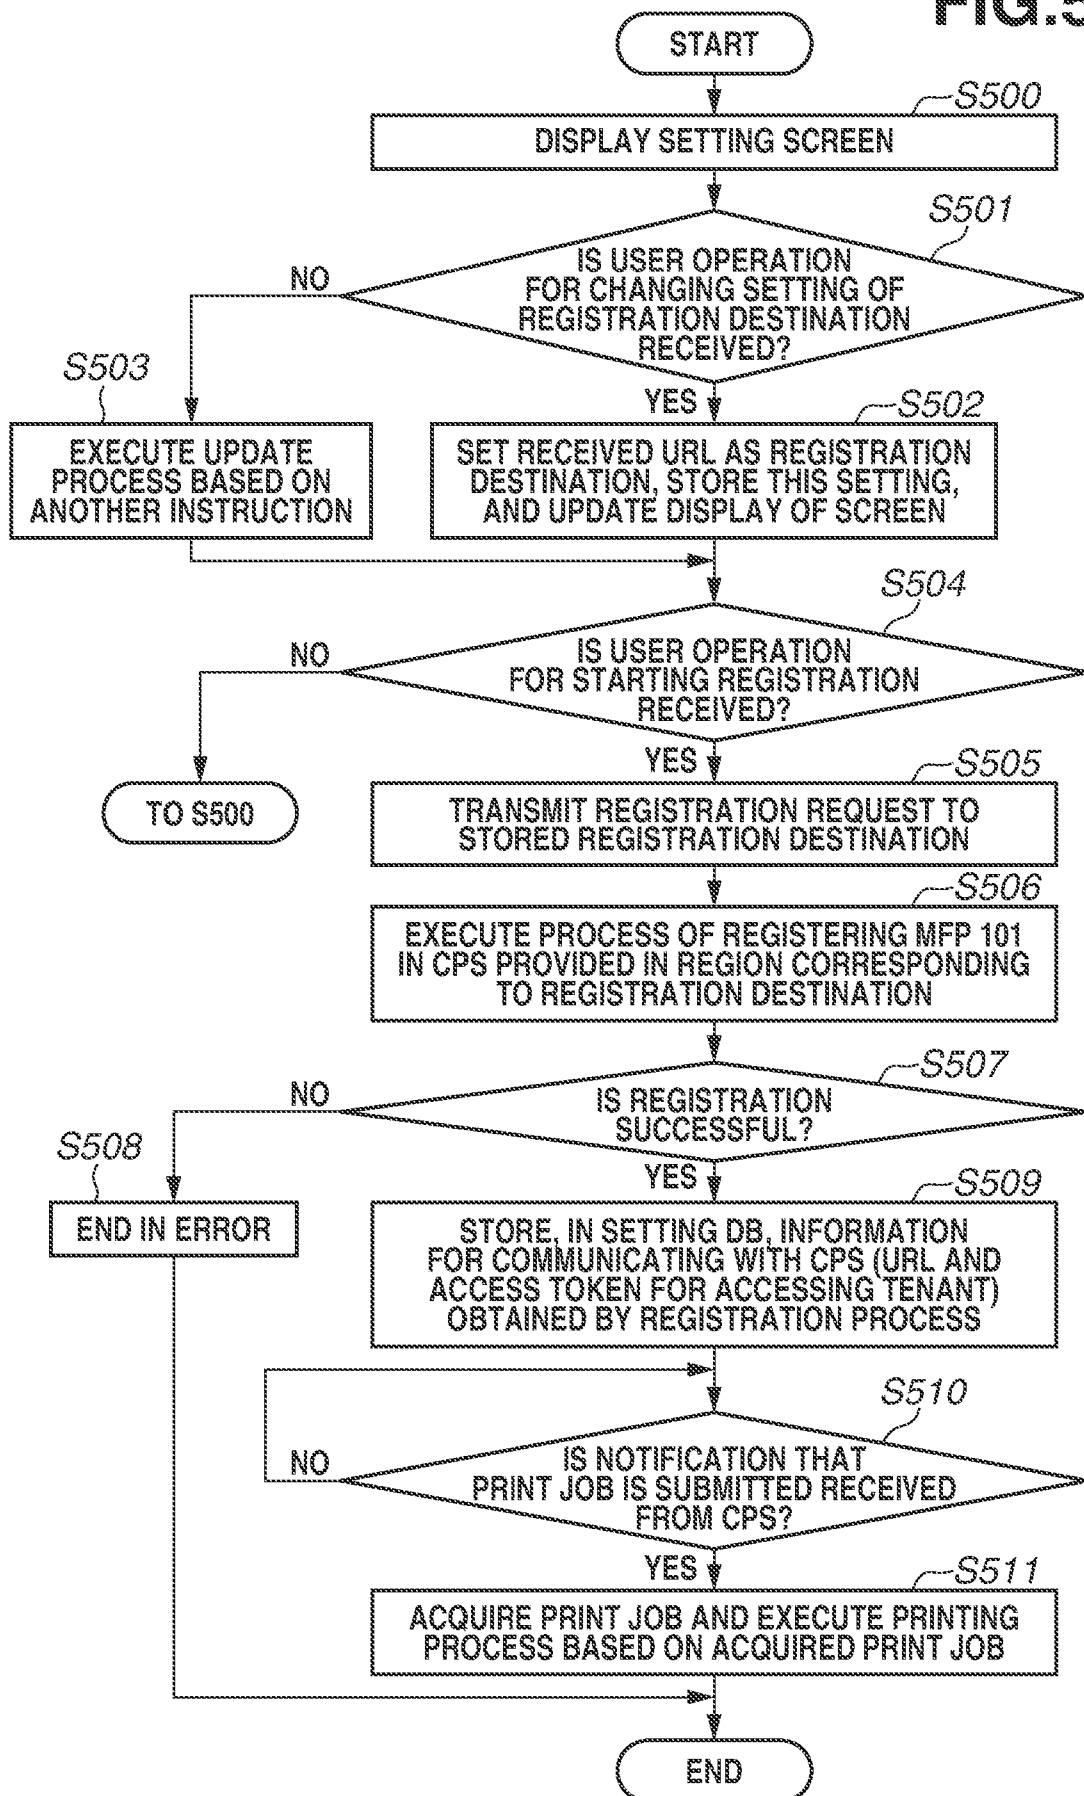 FIG.5
START
S500
DISPLAY SETTING SCREEN
S501
IS USER OPERATION
FOR CHANGING SETTING OF
REGISTRATION DESTINATION
RECEIVED?
NO
YES
S503
EXECUTE UPDATE
PROCESS BASED ON
ANOTHER INSTRUCTION
S502
SET RECEIVED URL AS REGISTRATION
DESTINATION, STORE THIS SETTING,
AND UPDATE DISPLAY OF SCREEN
S504
IS USER OPERATION
FOR STARTING REGISTRATION
RECEIVED?
NO
YES
TO S500
S505
TRANSMIT REGISTRATION REQUEST TO
STORED REGISTRATION DESTINATION
S506
EXECUTE PROCESS OF REGISTERING MFP 101
IN CPS PROVIDED IN REGION CORRESPONDING
TO REGISTRATION DESTINATION
S507
IS REGISTRATION
SUCCESSFUL?
NO
YES
S508
END IN ERROR
S509
STORE, IN SETTING DB, INFORMATION
FOR COMMUNICATING WITH CPS (URL AND
ACCESS TOKEN FOR ACCESSING TENANT)
OBTAINED BY REGISTRATION PROCESS
S510
IS NOTIFICATION THAT
PRINT JOB IS SUBMITTED RECEIVED
FROM CPS?
NO
YES
S511
ACQUIRE PRINT JOB AND EXECUTE PRINTING
PROCESS BASED ON ACQUIRED PRINT JOB
END